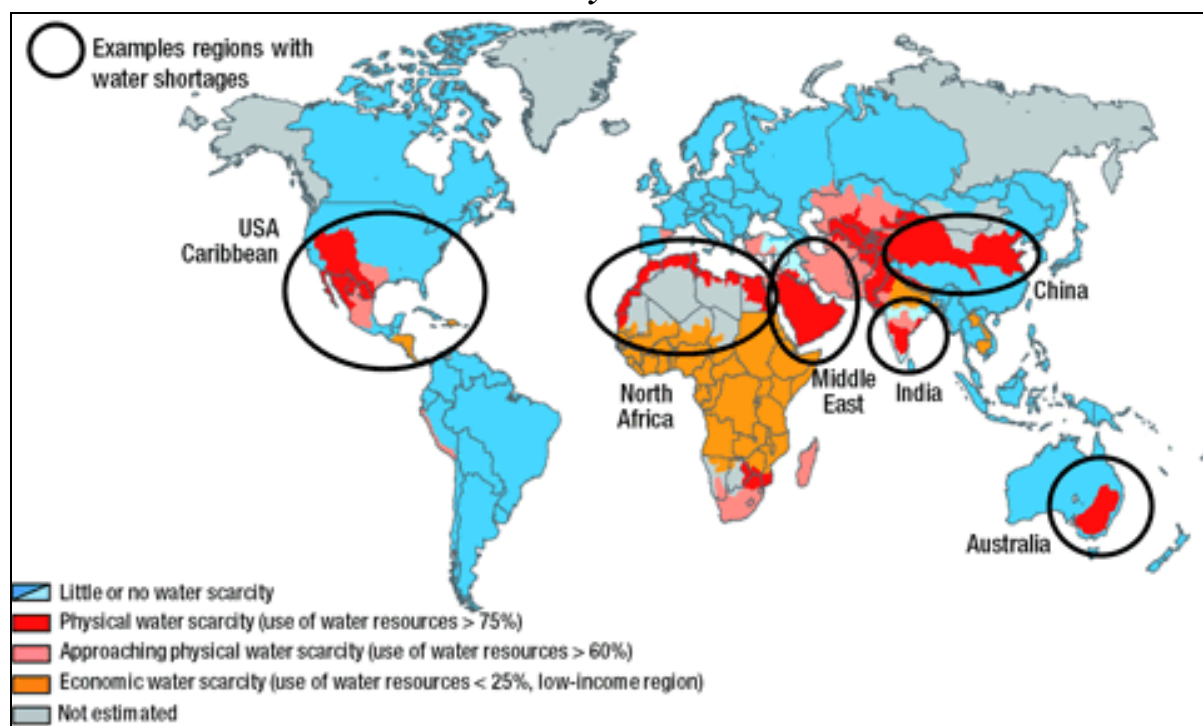 Examples regions with
water shortages
USA
Caribbean
North
Africa
Middle
East
India
China
Australia
Little or no water scarcity
Physical water scarcity (use of water resources > 75%)
Approaching physical water scarcity (use of water resources > 60%)
Economic water scarcity (use of water resources < 25%, low-income region)
Not estimated